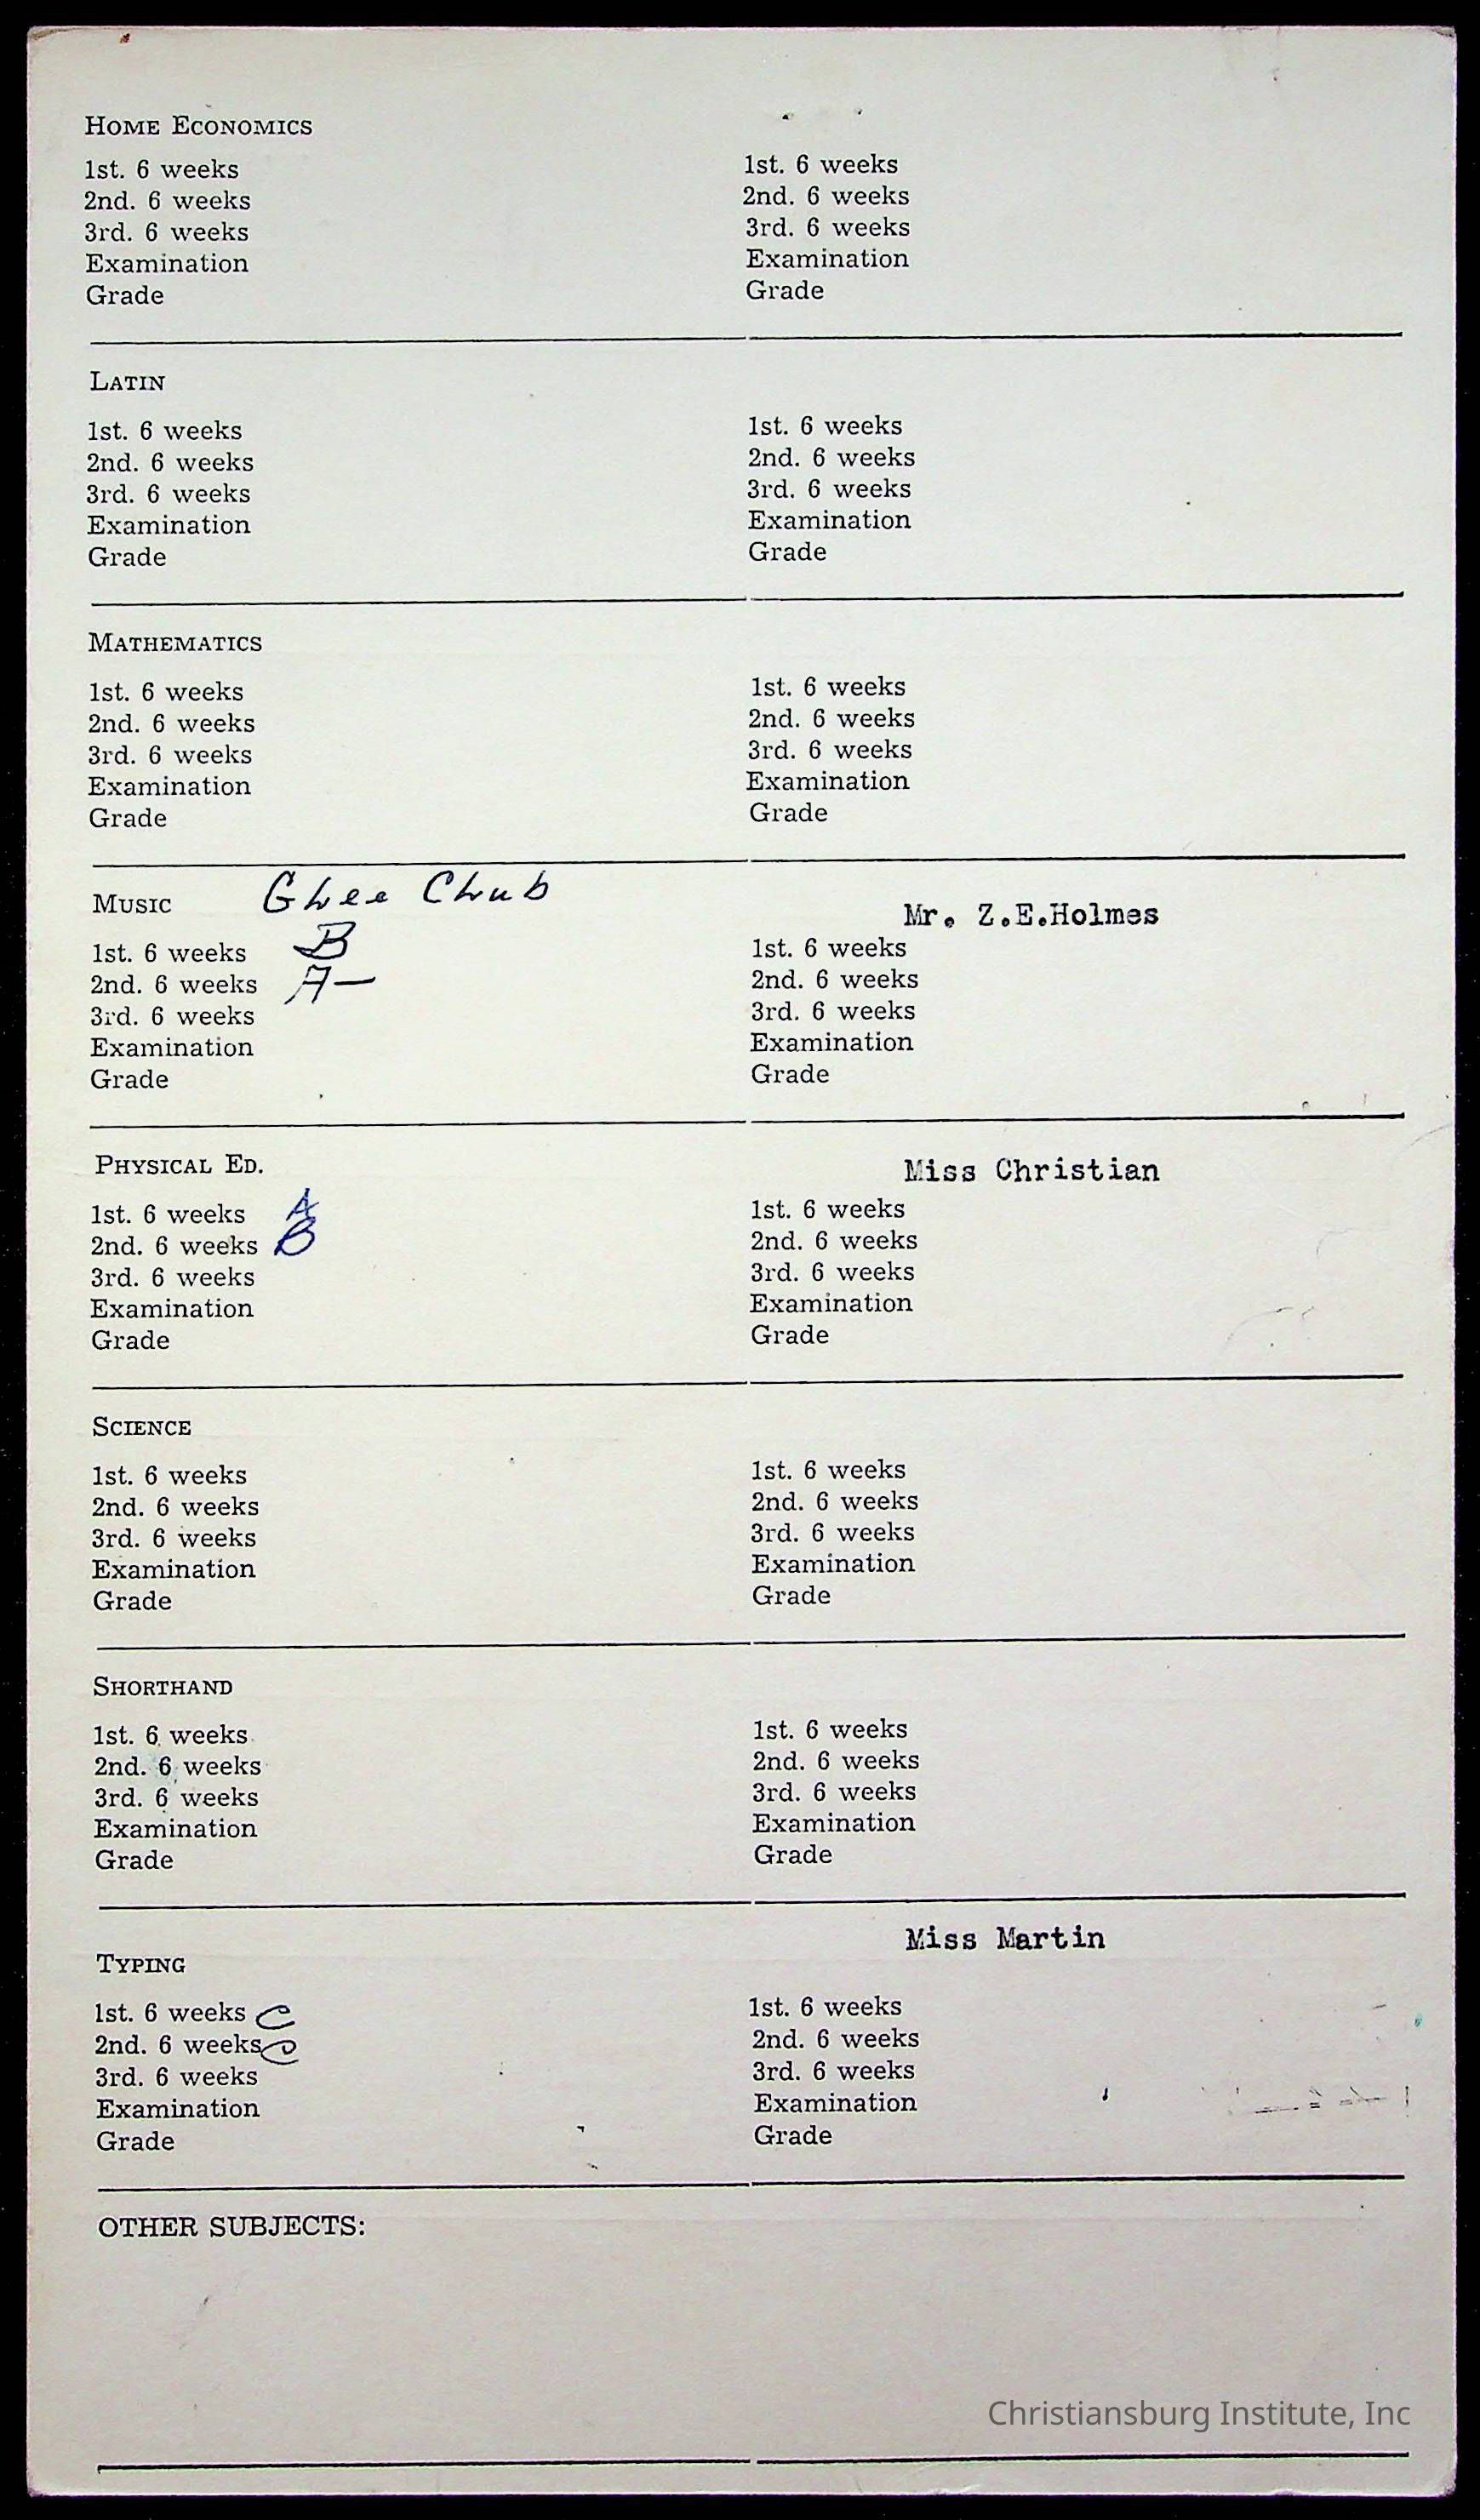 HOME ECONOMICS
1st. 6 weeks 1st. 6 weeks
2nd. 6 weeks 2nd. 6 weeks
3rd. 6 weeks 3rd. 6 weeks
Examination Examination
Grade Grade
LATIN
1st. 6 weeks 1st. 6 weeks
2nd. 6 weeks 2nd. 6 weeks
3rd. 6 weeks 3rd. 6 weeks
Examination Examination
Grade Grade
MATHEMATICS
1st. 6 weeks 1st. 6 weeks
2nd. 6 weeks 2nd. 6 weeks
3rd. 6 weeks 3rd. 6 weeks
Examination Examination
Grade Grade
MUSIC Glee Club Mr. Z.E.Holmes
1st. 6 weeks B 1st. 6 weeks
2nd. 6 weeks A- 2nd. 6 weeks
3rd. 6 weeks 3rd. 6 weeks
Examination Examination
Grade Grade
PHYSICAL ED. Miss Christian
1st. 6 weeks A 1st. 6 weeks
2nd. 6 weeks B 2nd. 6 weeks
3rd. 6 weeks 3rd. 6 weeks
Examination Examination
Grade Grade
SCIENCE
1st. 6 weeks 1st. 6 weeks
2nd. 6 weeks 2nd. 6 weeks
3rd. 6 weeks 3rd. 6 weeks
Examination Examination
Grade Grade
SHORTHAND
1st. 6 weeks 1st. 6 weeks
2nd. 6 weeks 2nd. 6 weeks
3rd. 6 weeks 3rd. 6 weeks
Examination Examination
Grade Grade
TYPING Miss Martin
1st. 6 weeks C 1st. 6 weeks
2nd. 6 weeks C 2nd. 6 weeks
3rd. 6 weeks 3rd. 6 weeks
Examination Examination
Grade Grade
OTHER SUBJECTS:
Christiansburg Institute, Inc